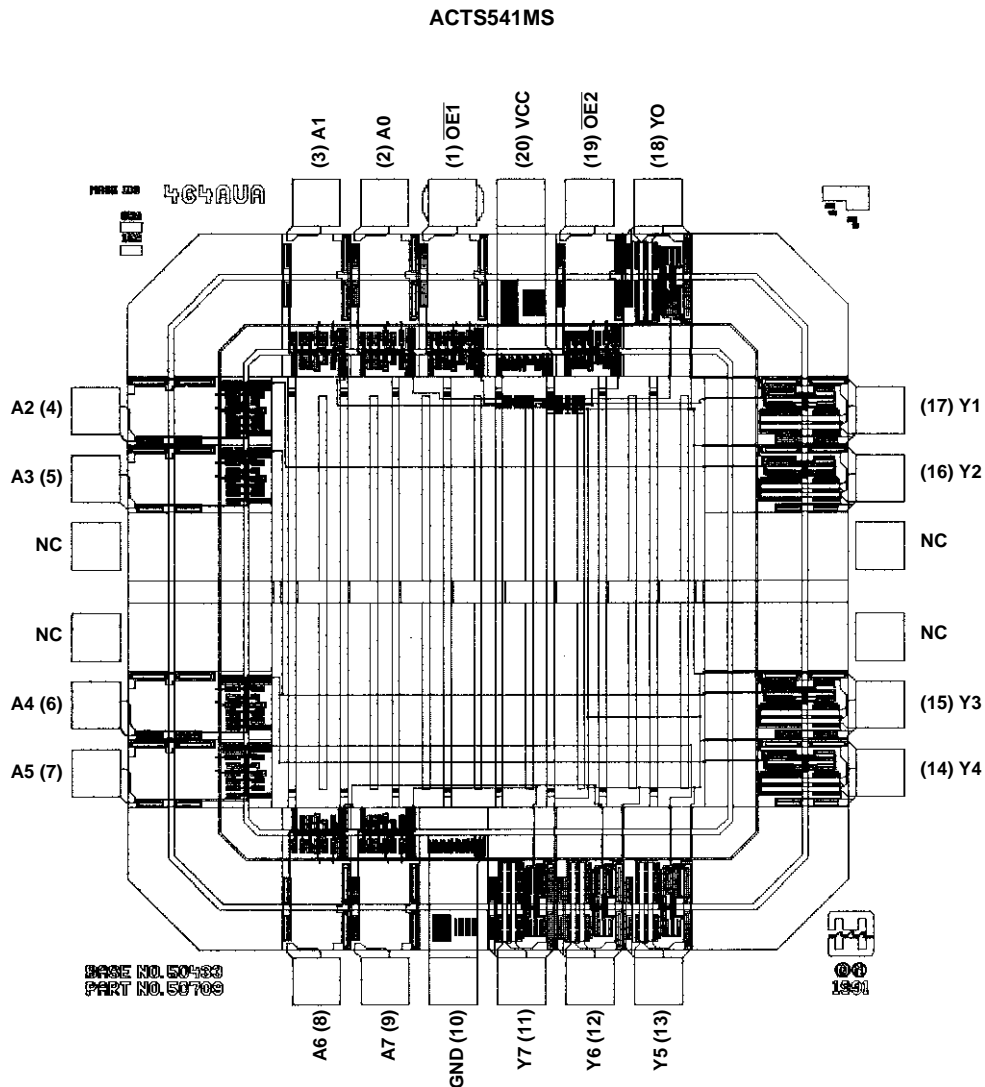 ACTS541MS
(3) A1
(2) A0
(1) OE1
(20) VCC
(19) OE2
(18) YO
MASK IDS
464AUA
A2 (4)
(17) Y1
A3 (5)
(16) Y2
NC
NC
NC
NC
A4 (6)
(15) Y3
A5 (7)
(14) Y4
BASE NO. 50433
PART NO. 50709
1991
A6 (8)
A7 (9)
GND (10)
Y7 (11)
Y6 (12)
Y5 (13)